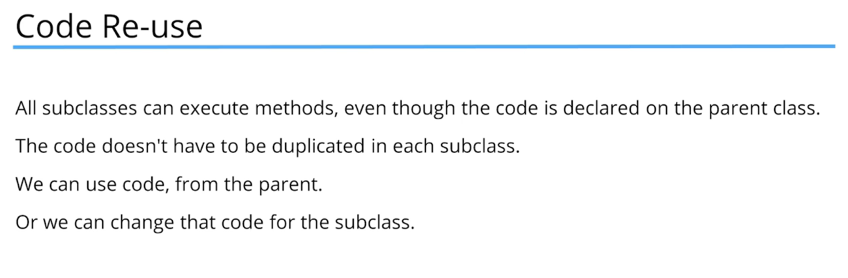 Code Re-use
All subclasses can execute methods, even though the code is declared on the parent class.
The code doesn't have to be duplicated in each subclass.
We can use code, from the parent.
Or we can change that code for the subclass.